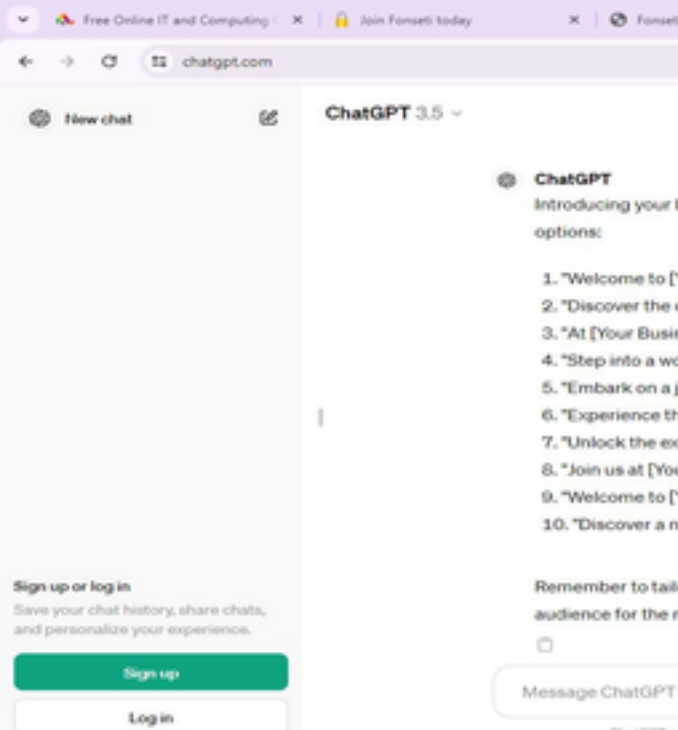 Free Online IT and Computing
Join Fonseti today
Fonset
chatgpt.com
New chat
ChatGPT 3.5
ChatGPT
Introducing your
options:
1. "Welcome to [
2. "Discover the
3. "At [Your Busi
4. "Step into a wo
5. "Embark on a j
6. "Experience th
7. "Unlock the ex
8. "Join us at [You
9. "Welcome to [
10. "Discover a n
Remember to tail
audience for the
Sign up or log in
Save your chat history, share chats,
and personalize your experience.
Sign up
Log in
Message ChatGPT